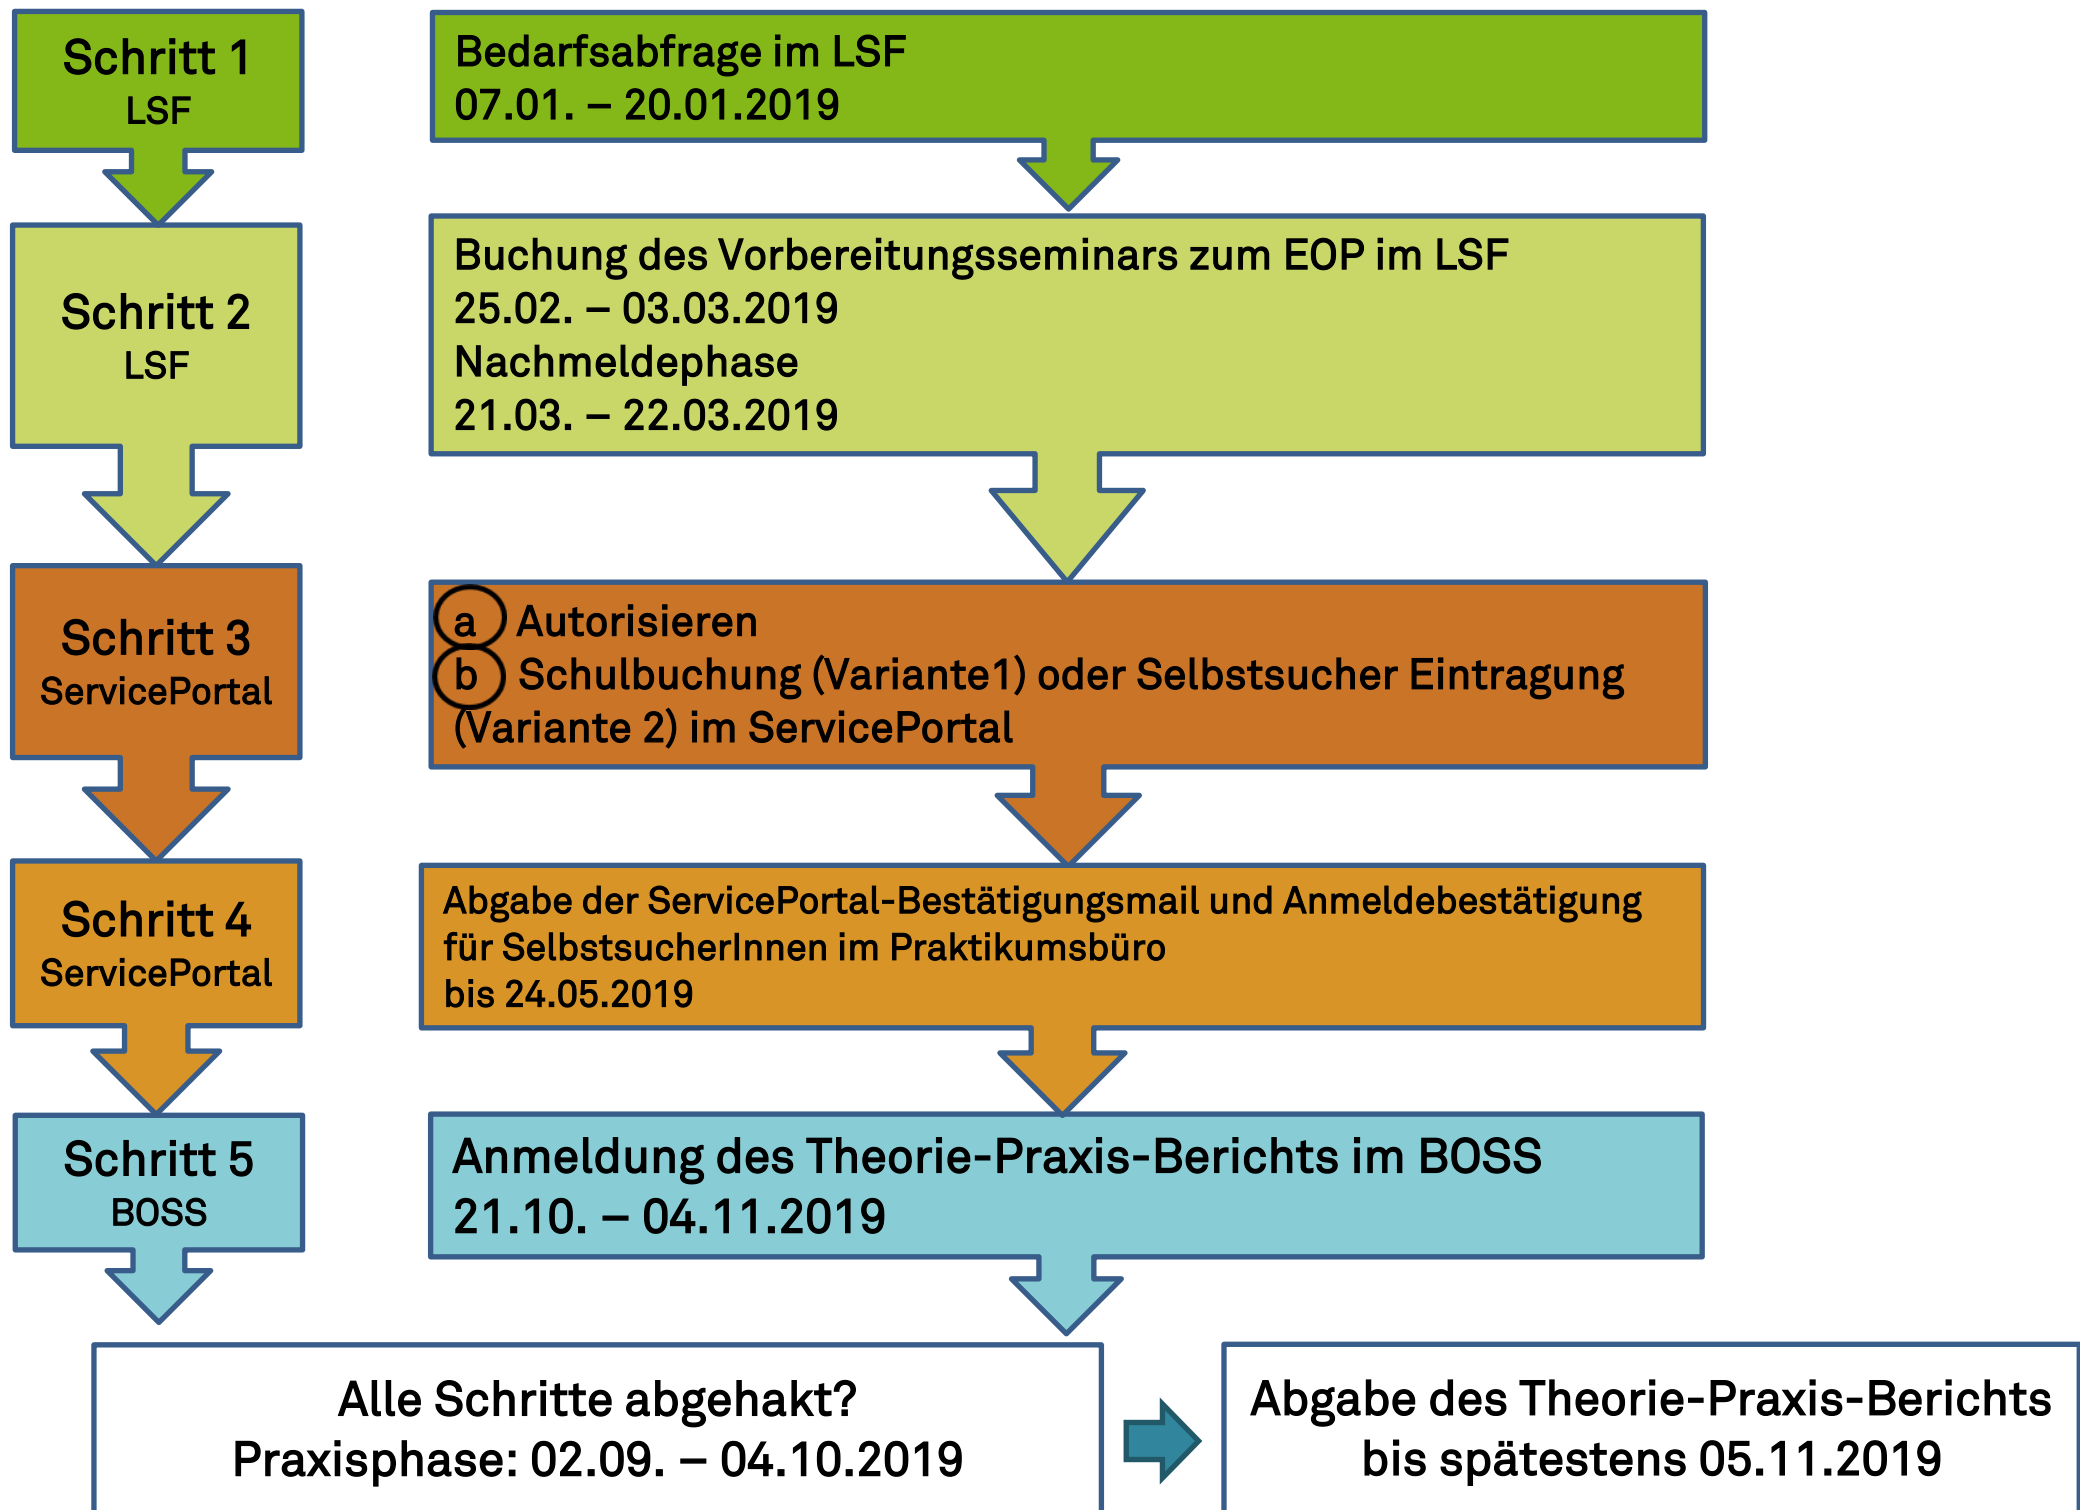 Schritt 1
LSF
Bedarfsabfrage im LSF
07.01. – 20.01.2019
Schritt 2
LSF
Buchung des Vorbereitungsseminars zum EOP im LSF
25.02. – 03.03.2019
Nachmeldephase
21.03. – 22.03.2019
Schritt 3
ServicePortal
a Autorisieren
b Schulbuchung (Variante1) oder Selbstsucher Eintragung
(Variante 2) im ServicePortal
Schritt 4
ServicePortal
Abgabe der ServicePortal-Bestätigungsmail und Anmeldebestätigung
für SelbstsucherInnen im Praktikumsbüro
bis 24.05.2019
Schritt 5
BOSS
Anmeldung des Theorie-Praxis-Berichts im BOSS
21.10. – 04.11.2019
Alle Schritte abgehakt?
Praxisphase: 02.09. – 04.10.2019
Abgabe des Theorie-Praxis-Berichts
bis spätestens 05.11.2019